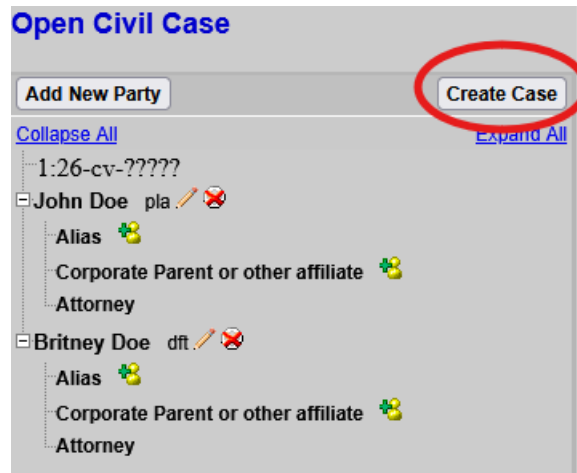 Open Civil Case
Add New Party Create Case
Collapse All Expand All
1:26-cv-?????
John Doe pla
Alias
Corporate Parent or other affiliate
Attorney
Britney Doe dft
Alias
Corporate Parent or other affiliate
Attorney